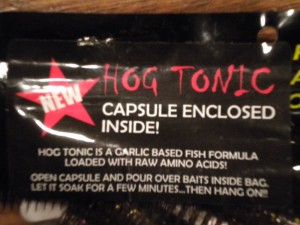 NEW
HOG TONIC
CAPSULE ENCLOSED
INSIDE!
HOG TONIC IS A GARLIC BASED FISH FORMULA
LOADED WITH RAW AMINO ACIDS!
OPEN CAPSULE AND POUR OVER BAITS INSIDE BAG.
LET IT SOAK FOR A FEW MINUTES...THEN HANG ON!!